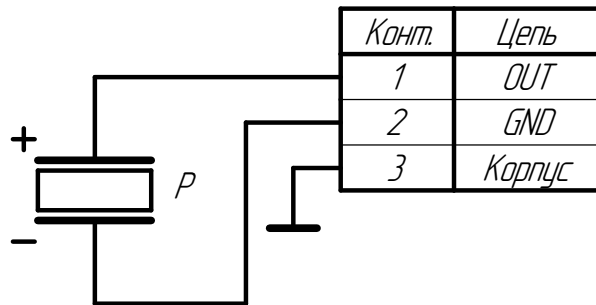 Конт. Цепь
1 OUT
2 GND
3 Корпус
+
P
−